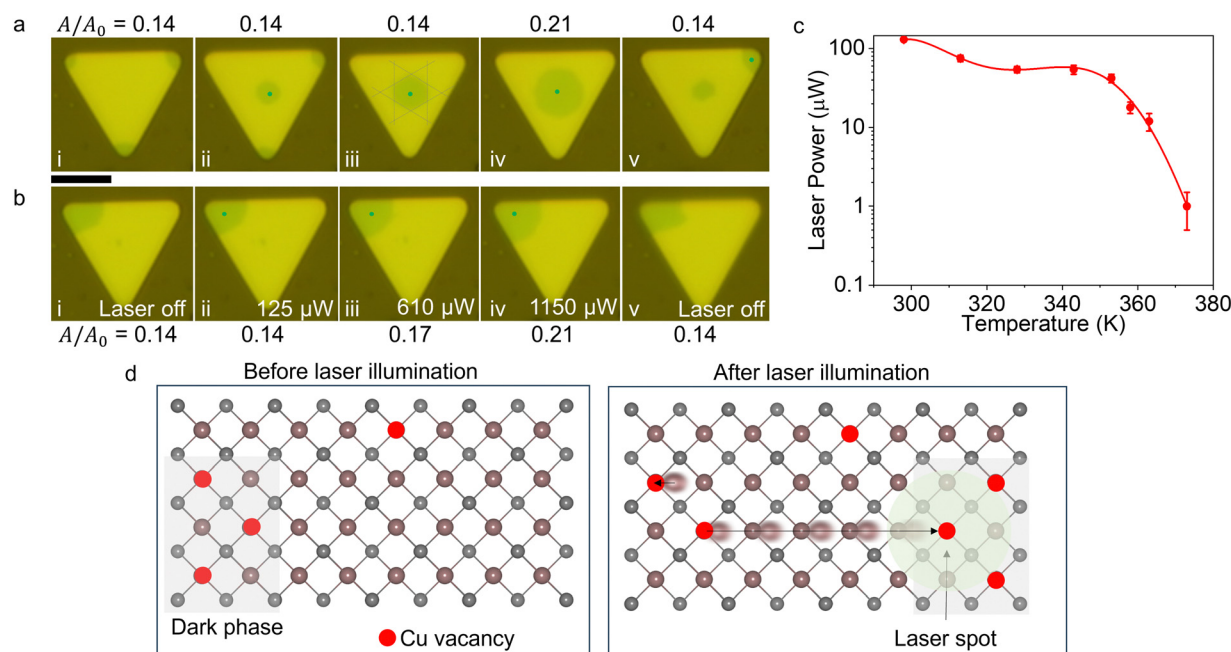 a
A/A₀ = 0.14 0.14 0.14 0.21 0.14
i ii iii iv v
b
i Laser off ii 125 µW iii 610 µW iv 1150 µW v Laser off
A/A₀ = 0.14 0.14 0.17 0.21 0.14
c
Laser Power (µW)
100
10
1
0.1
300 320 340 360 380
Temperature (K)
d
Before laser illumination
Dark phase
Cu vacancy
After laser illumination
Laser spot